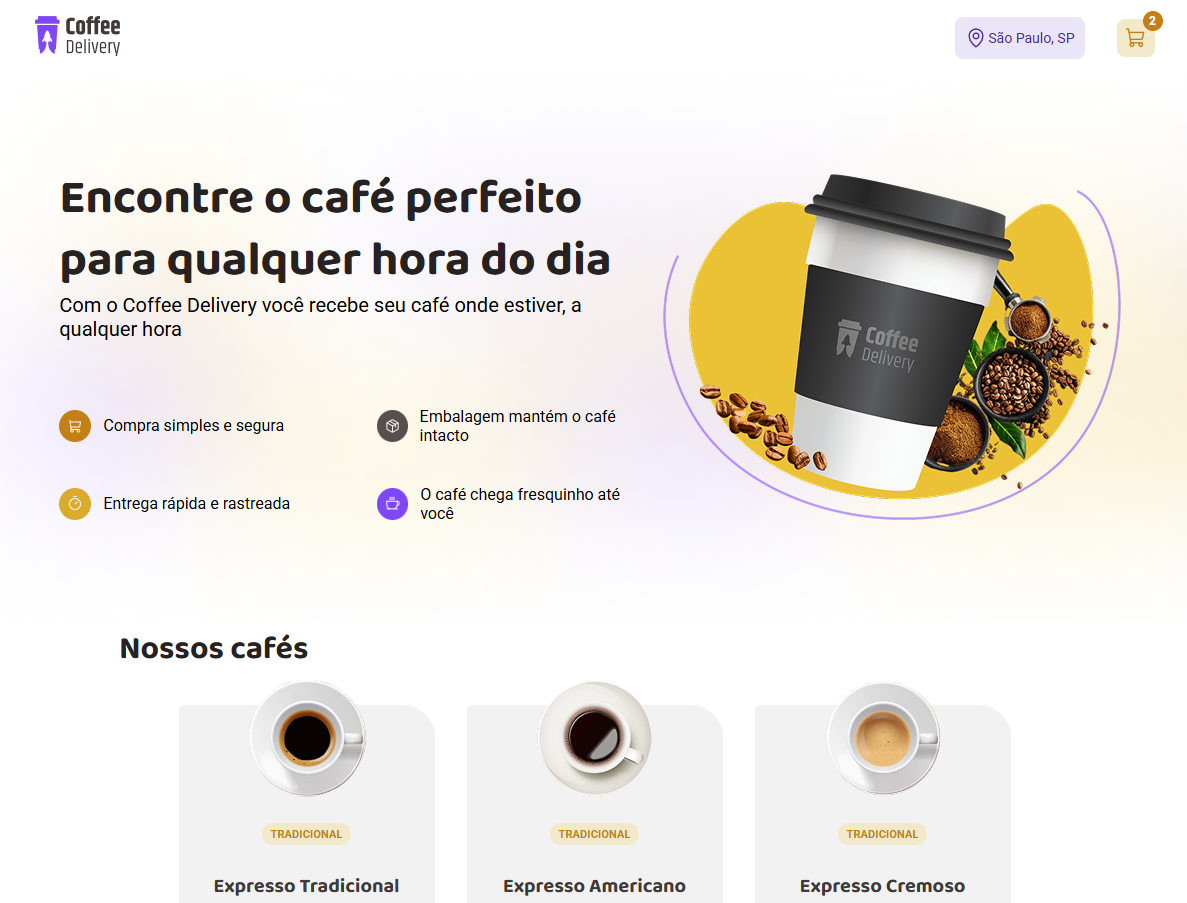 Coffee
Delivery
São Paulo, SP
2
Encontre o café perfeito
para qualquer hora do dia
Com o Coffee Delivery você recebe seu café onde estiver, a
qualquer hora
Coffee
Delivery
Compra simples e segura
Embalagem mantém o café
intacto
Entrega rápida e rastreada
O café chega fresquinho até
você
Nossos cafés
TRADICIONAL
TRADICIONAL
TRADICIONAL
Expresso Tradicional
Expresso Americano
Expresso Cremoso